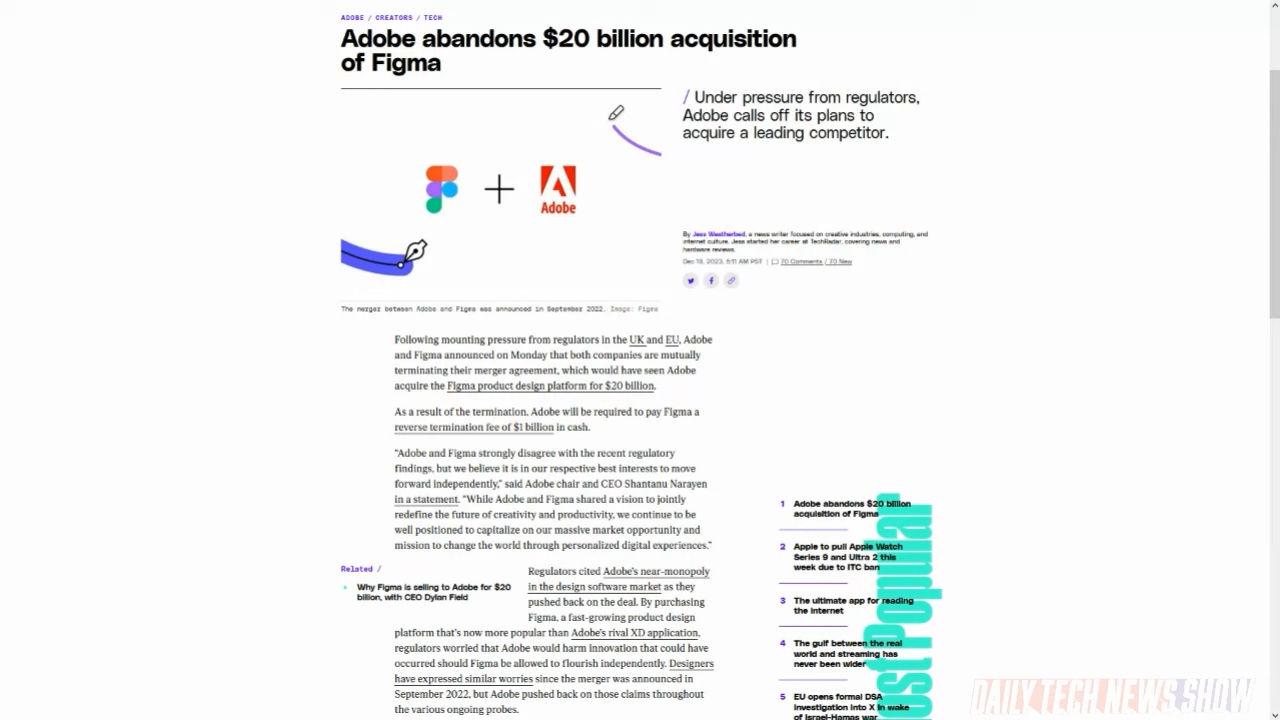 ADOBE / CREATORS / TECH
Adobe abandons $20 billion acquisition
of Figma
/ Under pressure from regulators,
Adobe calls off its plans to
acquire a leading competitor.
Adobe
By Jess Weatherbed, a news writer focused on creative industries, computing, and
internet culture. Jess started her career at TechRadar, covering news and
hardware reviews.
Dec 18, 2023, 6:11 AM PST | 70 Comments / 70 New
The merger between Adobe and Figma was announced in September 2022. Image: Figma
Following mounting pressure from regulators in the UK and EU, Adobe
and Figma announced on Monday that both companies are mutually
terminating their merger agreement, which would have seen Adobe
acquire the Figma product design platform for $20 billion.
As a result of the termination, Adobe will be required to pay Figma a
reverse termination fee of $1 billion in cash.
“Adobe and Figma strongly disagree with the recent regulatory
findings, but we believe it is in our respective best interests to move
forward independently,” said Adobe chair and CEO Shantanu Narayen
in a statement. “While Adobe and Figma shared a vision to jointly
redefine the future of creativity and productivity, we continue to be
well positioned to capitalize on our massive market opportunity and
mission to change the world through personalized digital experiences.”
Related /
Why Figma is selling to Adobe for $20
billion, with CEO Dylan Field
Regulators cited Adobe’s near-monopoly
in the design software market as they
pushed back on the deal. By purchasing
Figma, a fast-growing product design
platform that’s now more popular than Adobe’s rival XD application,
regulators worried that Adobe would harm innovation that could have
occurred should Figma be allowed to flourish independently. Designers
have expressed similar worries since the merger was announced in
September 2022, but Adobe pushed back on those claims throughout
the various ongoing probes.
ost Popular
1 Adobe abandons $20 billion
acquisition of Figma
2 Apple to pull Apple Watch
Series 9 and Ultra 2 this
week due to ITC ban
3 The ultimate app for reading
the internet
4 The gulf between the real
world and streaming has
never been wider
5 EU opens formal DSA
investigation into X in wake
of Israel-Hamas war
DAILY TECH NEWS SHOW